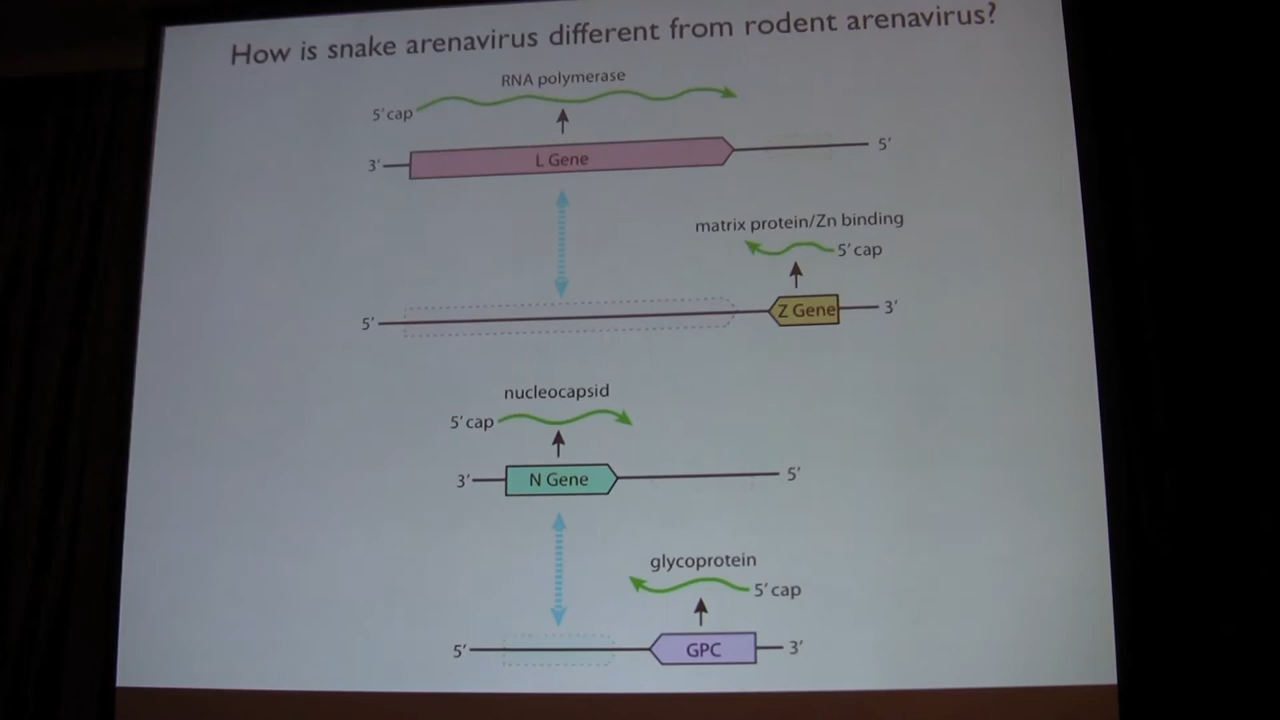 How is snake arenavirus different from rodent arenavirus?
RNA polymerase
5' cap
3'
L Gene
5'
matrix protein/Zn binding
5' cap
5'
Z Gene
3'
nucleocapsid
5' cap
3'
N Gene
5'
glycoprotein
5' cap
5'
GPC
3'